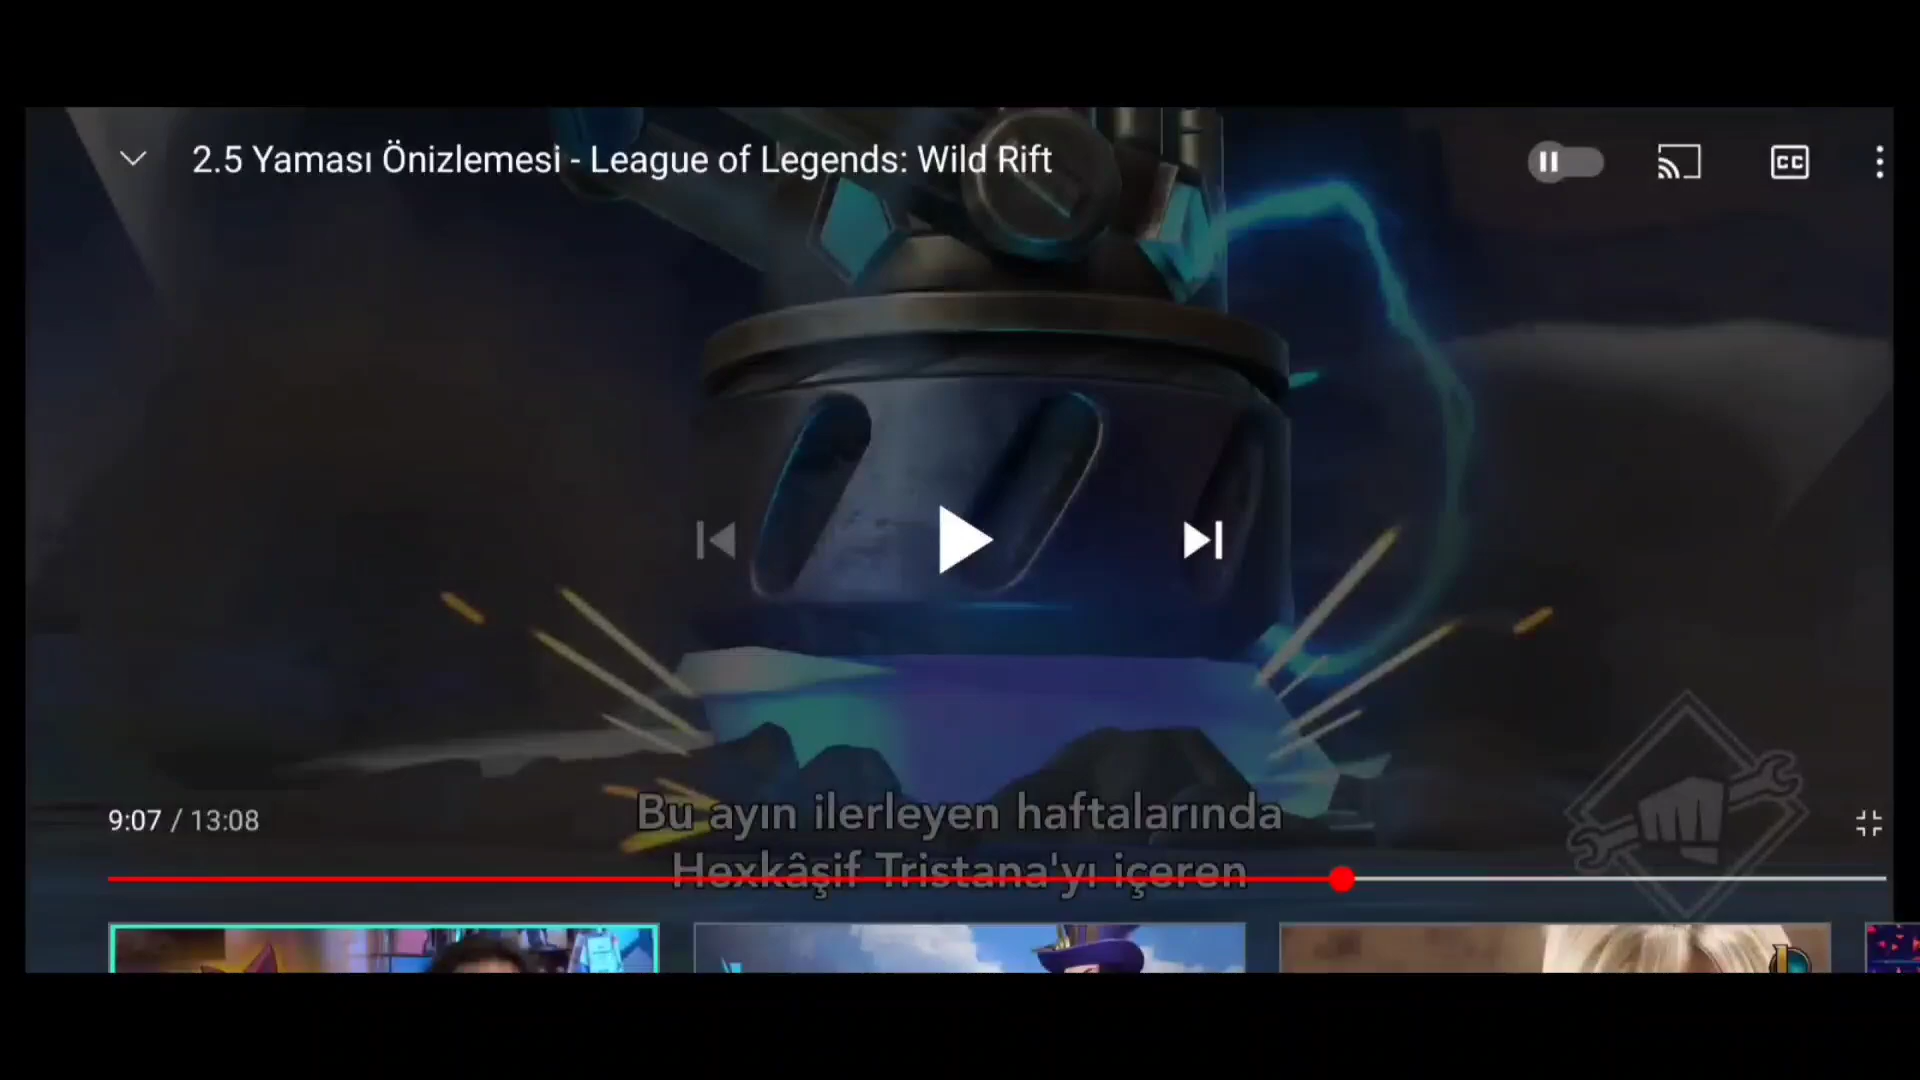 2.5 Yaması Önizlemesi - League of Legends: Wild Rift
CC
9:07 / 13:08
Bu ayın ilerleyen haftalarında
Hexkâşif Tristana'yı içeren